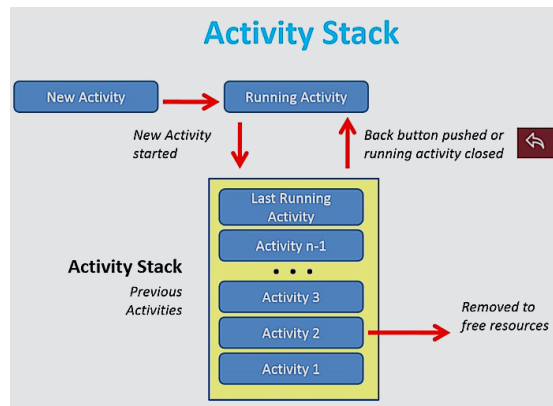 Activity Stack
New Activity
Running Activity
New Activity
started
Back button pushed or
running activity closed
Last Running
Activity
Activity n-1
• • •
Activity Stack
Previous
Activities
Activity 3
Activity 2
Activity 1
Removed to
free resources